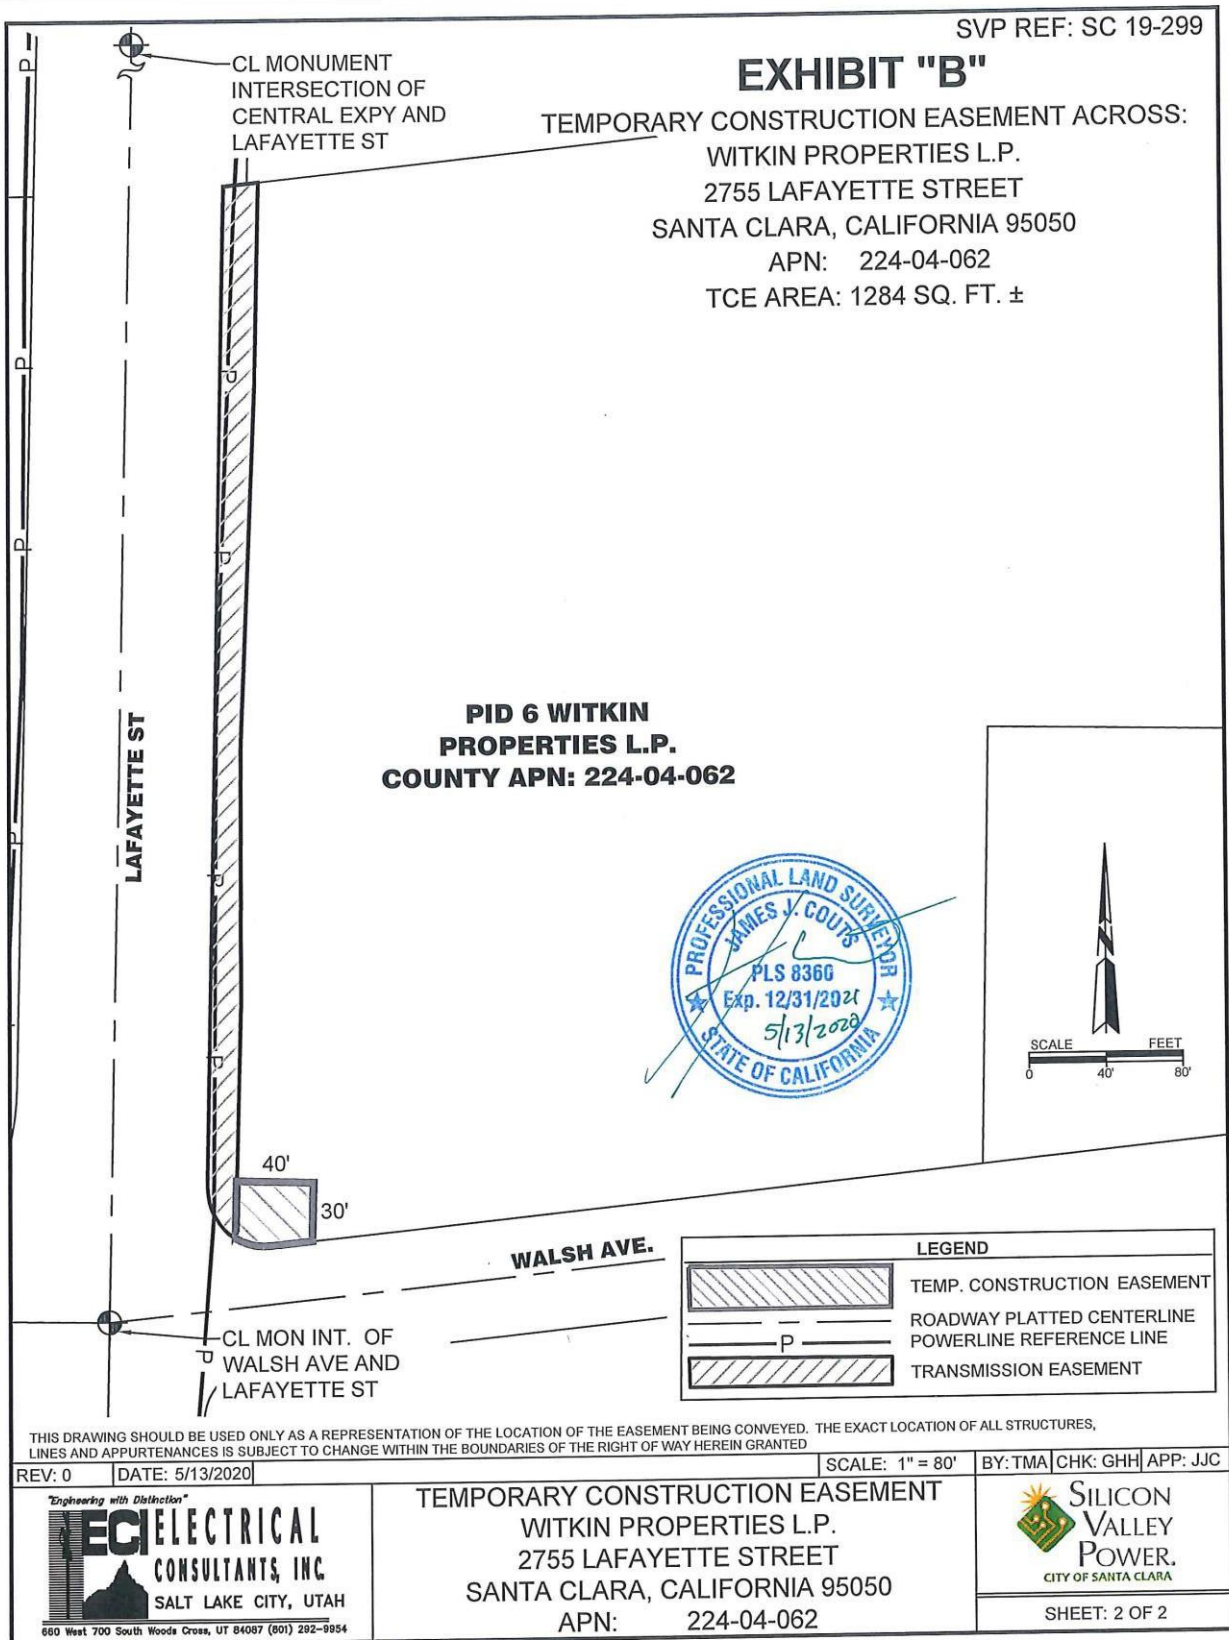 SVP REF: SC 19-299
EXHIBIT "B"
TEMPORARY CONSTRUCTION EASEMENT ACROSS:
WITKIN PROPERTIES L.P.
2755 LAFAYETTE STREET
SANTA CLARA, CALIFORNIA 95050
APN: 224-04-062
TCE AREA: 1284 SQ. FT. ±
CL MONUMENT
INTERSECTION OF
CENTRAL EXPY AND
LAFAYETTE ST
P
P
P
P
P
P
P
P
LAFAYETTE ST
PID 6 WITKIN
PROPERTIES L.P.
COUNTY APN: 224-04-062
PROFESSIONAL LAND SURVEYOR
JAMES J. COUTS
PLS 8360
Exp. 12/31/2021
5/13/2020
STATE OF CALIFORNIA
N
SCALE FEET
0 40' 80'
40'
30'
WALSH AVE.
CL MON INT. OF
WALSH AVE AND
LAFAYETTE ST
P
LEGEND
TEMP. CONSTRUCTION EASEMENT
ROADWAY PLATTED CENTERLINE
P POWERLINE REFERENCE LINE
TRANSMISSION EASEMENT
THIS DRAWING SHOULD BE USED ONLY AS A REPRESENTATION OF THE LOCATION OF THE EASEMENT BEING CONVEYED. THE EXACT LOCATION OF ALL STRUCTURES,
LINES AND APPURTENANCES IS SUBJECT TO CHANGE WITHIN THE BOUNDARIES OF THE RIGHT OF WAY HEREIN GRANTED
REV: 0 DATE: 5/13/2020 SCALE: 1" = 80' BY: TMA CHK: GHH APP: JJC
"Engineering with Distinction"
ECI ELECTRICAL
CONSULTANTS, INC.
SALT LAKE CITY, UTAH
660 West 700 South Woods Cross, UT 84087 (801) 292-9954
TEMPORARY CONSTRUCTION EASEMENT
WITKIN PROPERTIES L.P.
2755 LAFAYETTE STREET
SANTA CLARA, CALIFORNIA 95050
APN: 224-04-062
SILICON
VALLEY
POWER.
CITY OF SANTA CLARA
SHEET: 2 OF 2